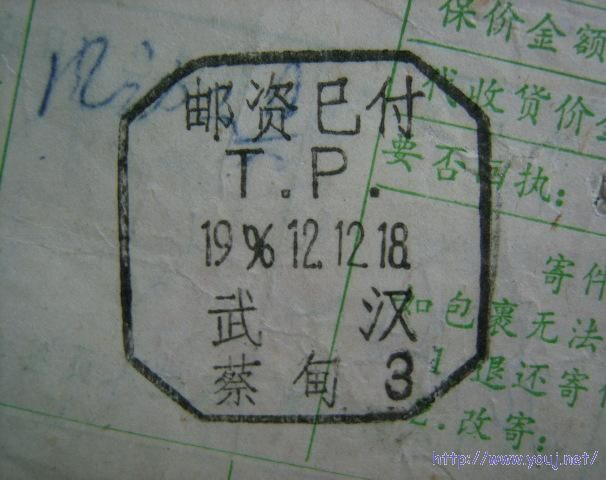 保价金额
代收货价金
要否回执:
邮资已付
T.P.
1996.12.12.18.
武 汉
蔡 甸 3
寄件
如包裹无法
1.退还寄件
2.改寄:
http://www.youj.net/